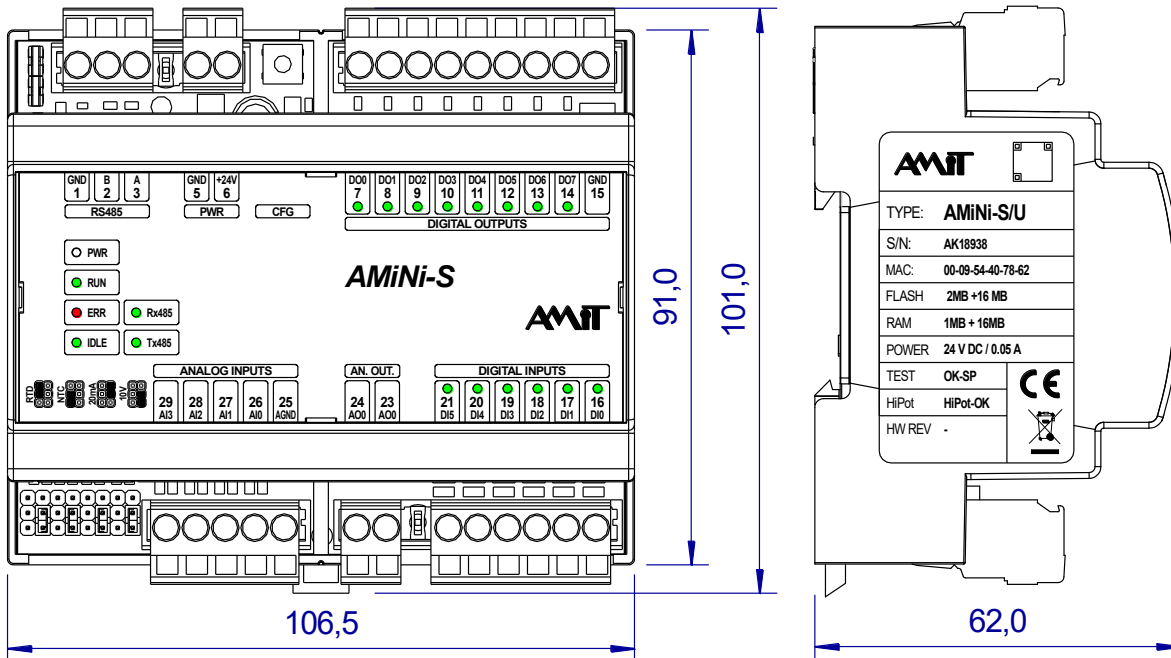 GND B A GND +24V DO0 DO1 DO2 DO3 DO4 DO5 DO6 DO7 GND
1 2 3 5 6 7 8 9 10 11 12 13 14 15
RS485 PWR CFG DIGITAL OUTPUTS
PWR
RUN
ERR Rx485
IDLE Tx485
AMiNi-S
AMiT
ANALOG INPUTS AN. OUT. DIGITAL INPUTS
RTD NTC 20mA 10V
29 28 27 26 25 24 23 21 20 19 18 17 16
AI3 AI2 AI1 AI0 AGND AO0 AO0 DI5 DI4 DI3 DI2 DI1 DI0
91,0
101,0
106,5
AMiT
TYPE: AMiNi-S/U
S/N: AK18938
MAC: 00-09-54-40-78-62
FLASH 2MB +16 MB
RAM 1MB + 16MB
POWER 24 V DC / 0.05 A
TEST OK-SP
HiPot HiPot-OK
HW REV -
CE
62,0